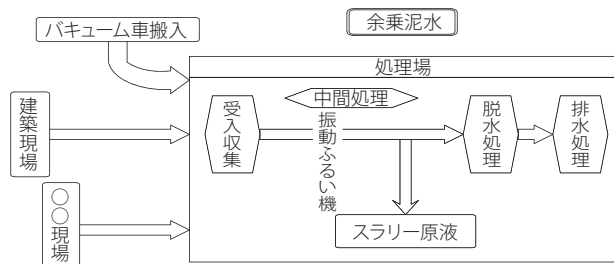 余乗泥水
バキューム車搬入
処理場
中間処理
建築現場
受入収集
振動ふるい機
脱水処理
排水処理
○○現場
スラリー原液